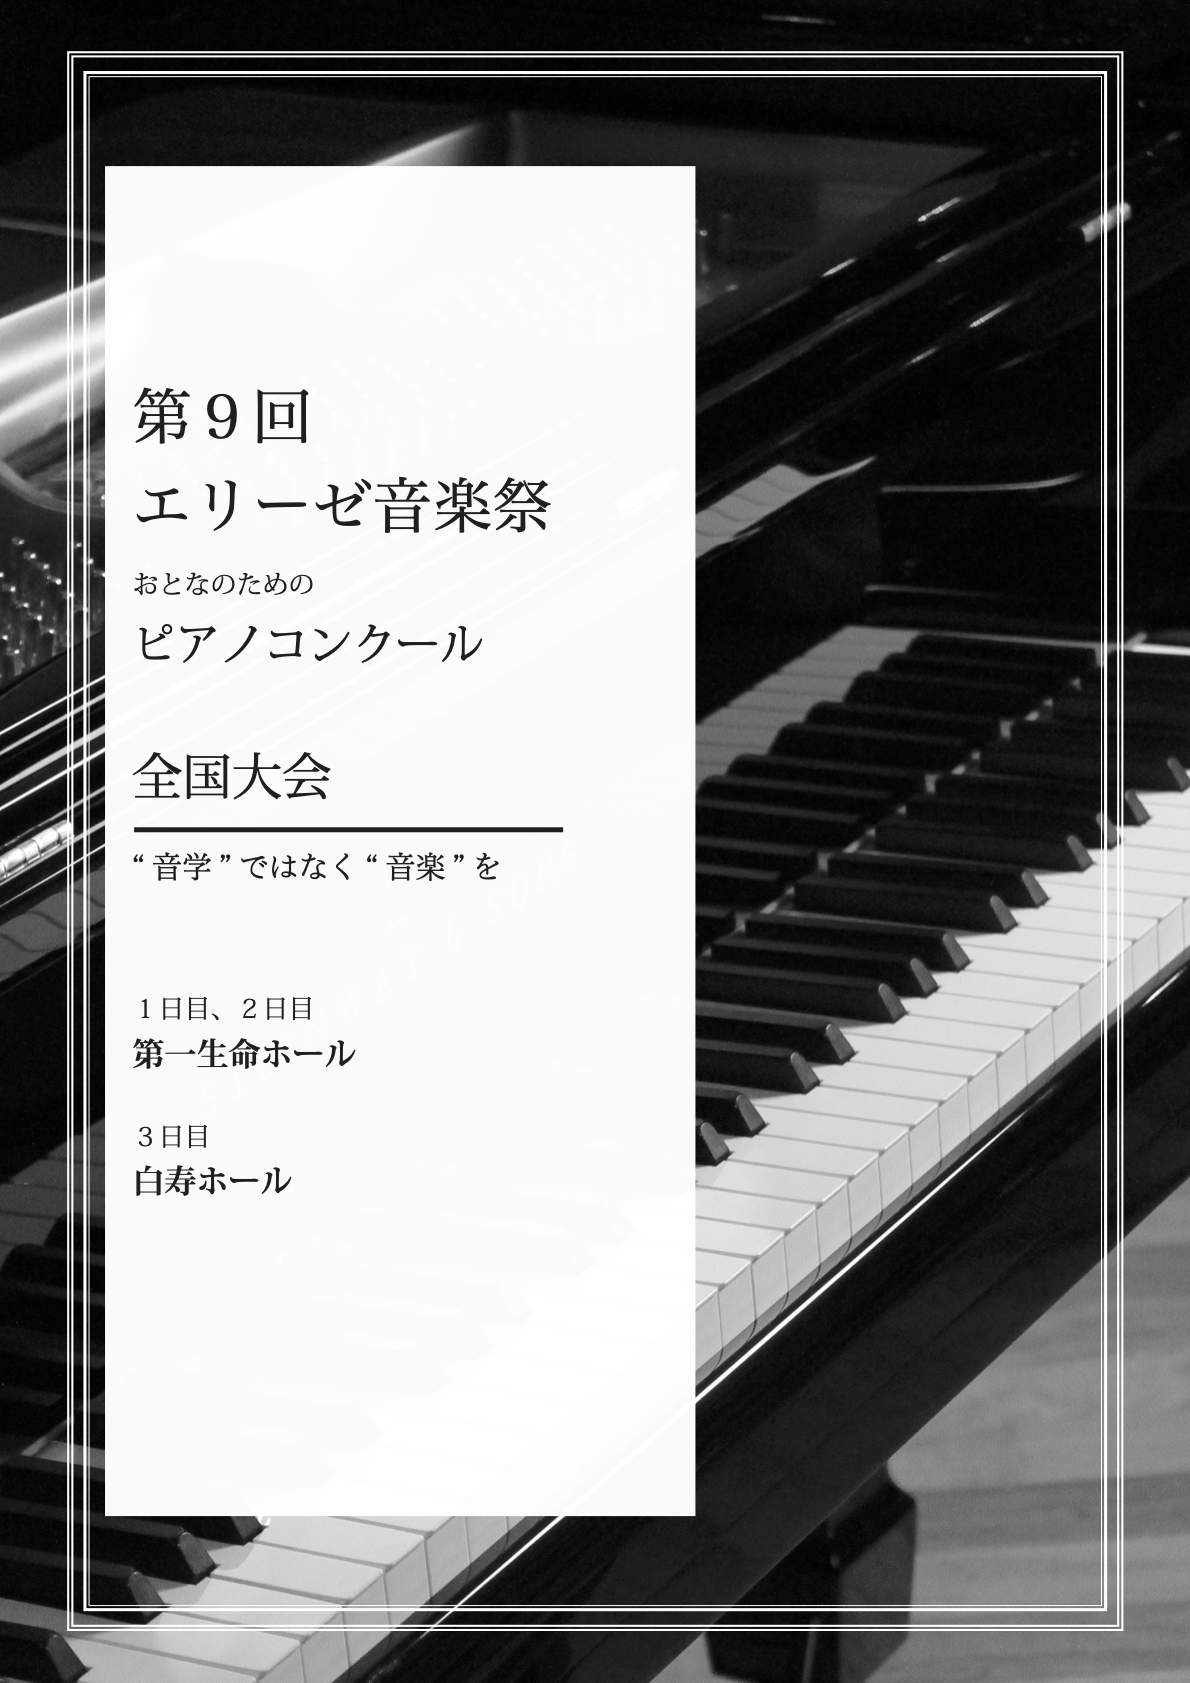 第９回
エリーゼ音楽祭
おとなのための
ピアノコンクール
全国大会
“音学”ではなく“音楽”を
１日目、２日目
第一生命ホール
３日目
白寿ホール